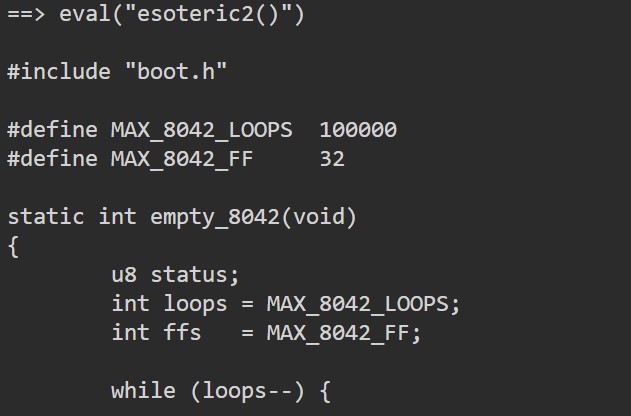 ==> eval("esoteric2()")
#include "boot.h"
#define MAX_8042_LOOPS  100000
#define MAX_8042_FF     32
static int empty_8042(void)
{
        u8 status;
        int loops = MAX_8042_LOOPS;
        int ffs   = MAX_8042_FF;
        while (loops--) {